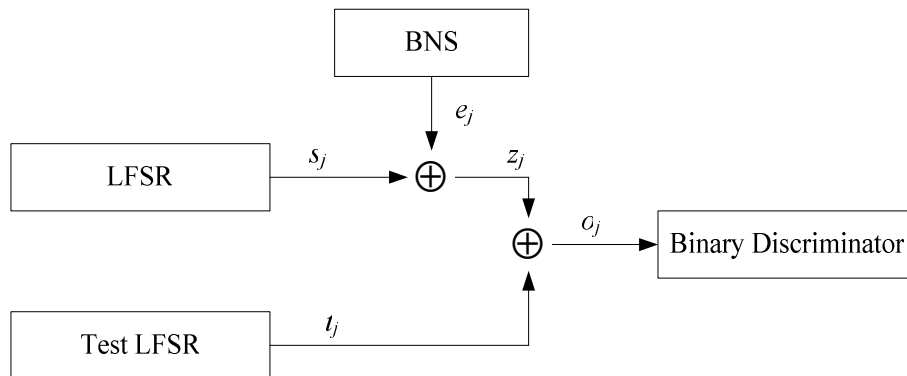 BNS
e_j
LFSR
s_j
z_j
o_j
Binary Discriminator
t_j
Test LFSR